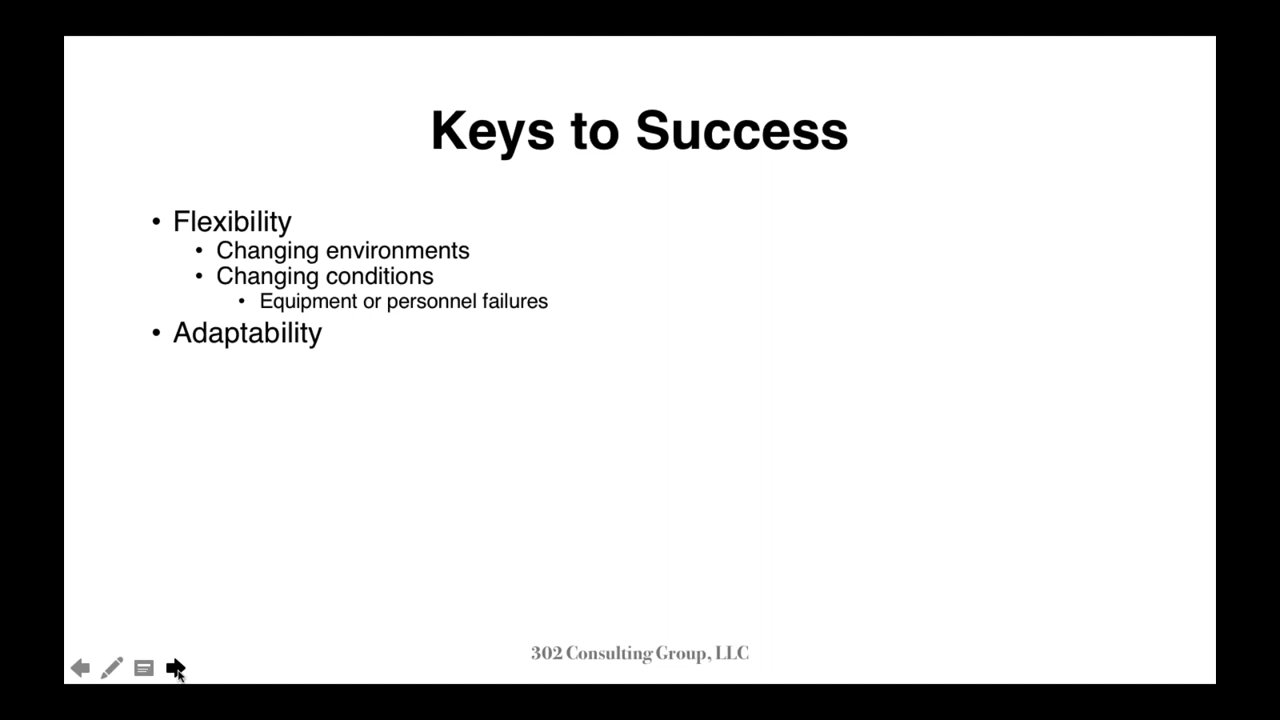 Keys to Success
• Flexibility
• Changing environments
• Changing conditions
• Equipment or personnel failures
• Adaptability
302 Consulting Group, LLC